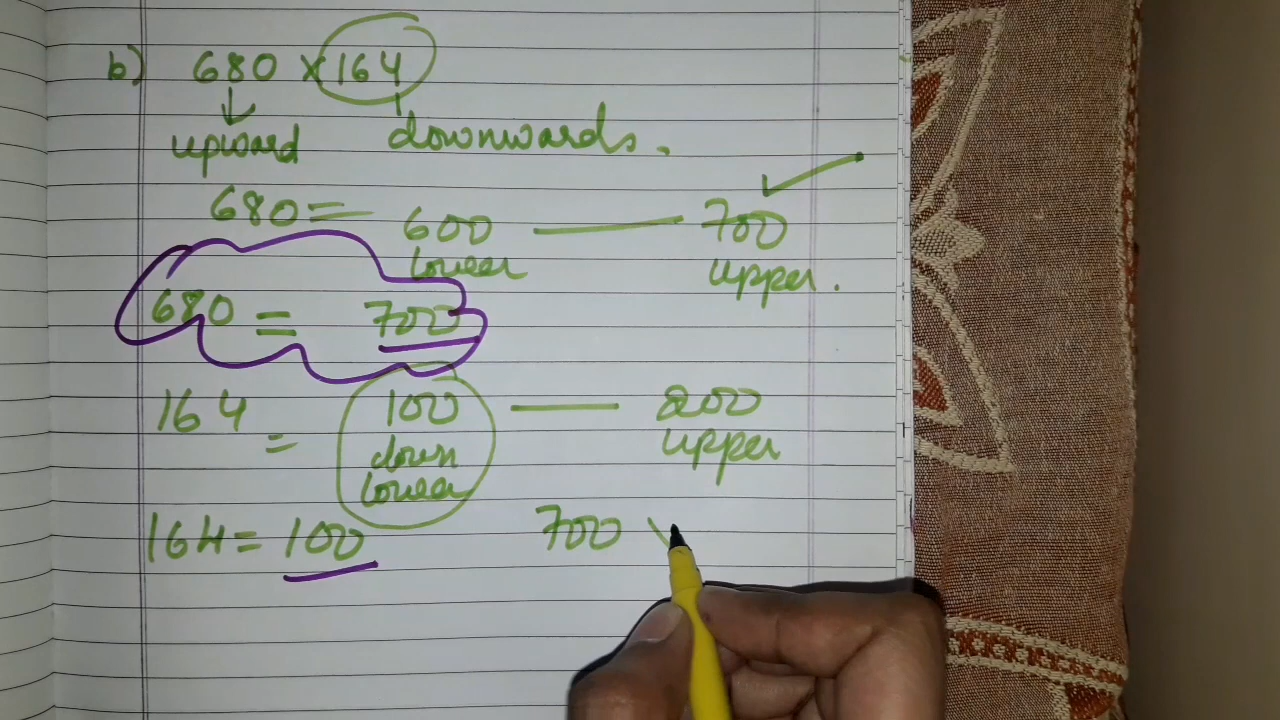 b) 680 × 164
upward downwards.
680 = 600 — 700
lower upper.
680 = 700
164 = 100 — 200
down upper
lower
164 = 100 700 ×